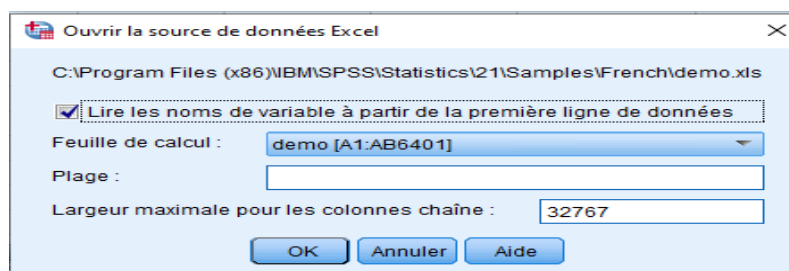 Ouvrir la source de données Excel
C:\Program Files (x86)\IBM\SPSS\Statistics\21\Samples\French\demo.xls
Lire les noms de variable à partir de la première ligne de données
Feuille de calcul : demo [A1:AB6401]
Plage :
Largeur maximale pour les colonnes chaîne : 32767
OK Annuler Aide